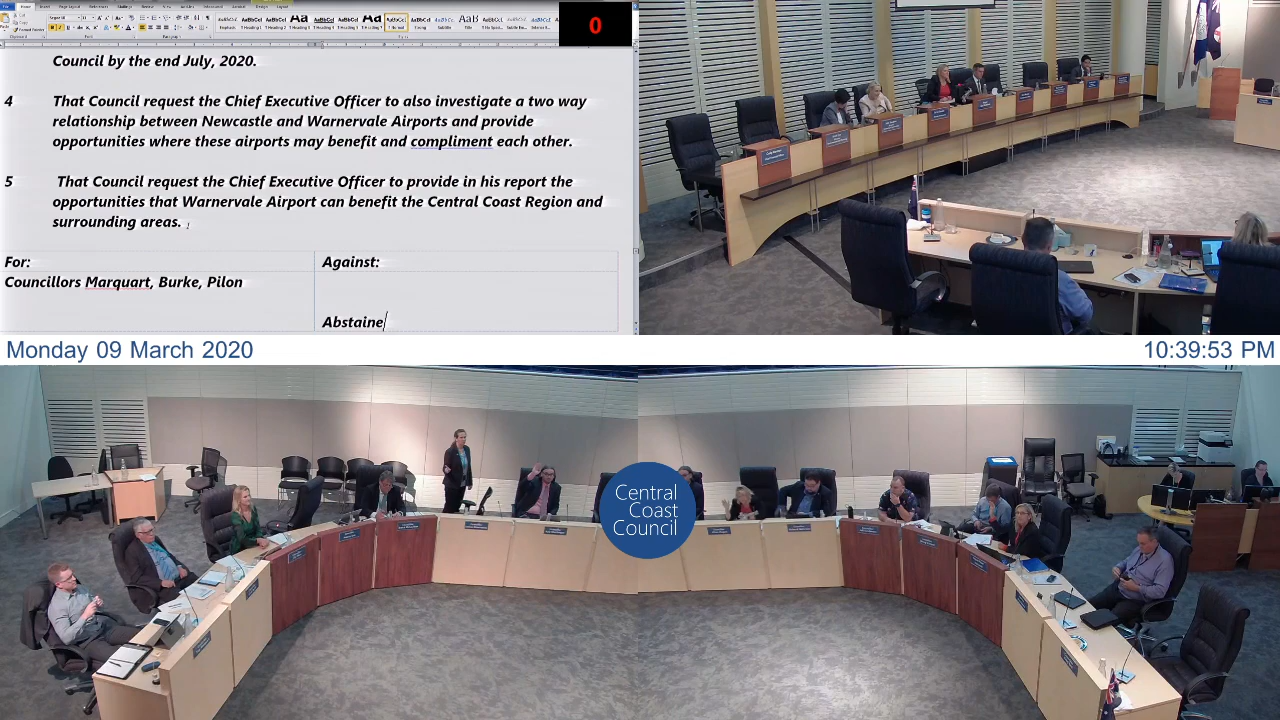 0
Council by the end July, 2020.
4 That Council request the Chief Executive Officer to also investigate a two way
relationship between Newcastle and Warnervale Airports and provide
opportunities where these airports may benefit and compliment each other.
5 That Council request the Chief Executive Officer to provide in his report the
opportunities that Warnervale Airport can benefit the Central Coast Region and
surrounding areas.
For: Against:
Councillors Marquart, Burke, Pilon
Abstaine
Monday 09 March 2020
10:39:53 PM
Central
Coast
Council